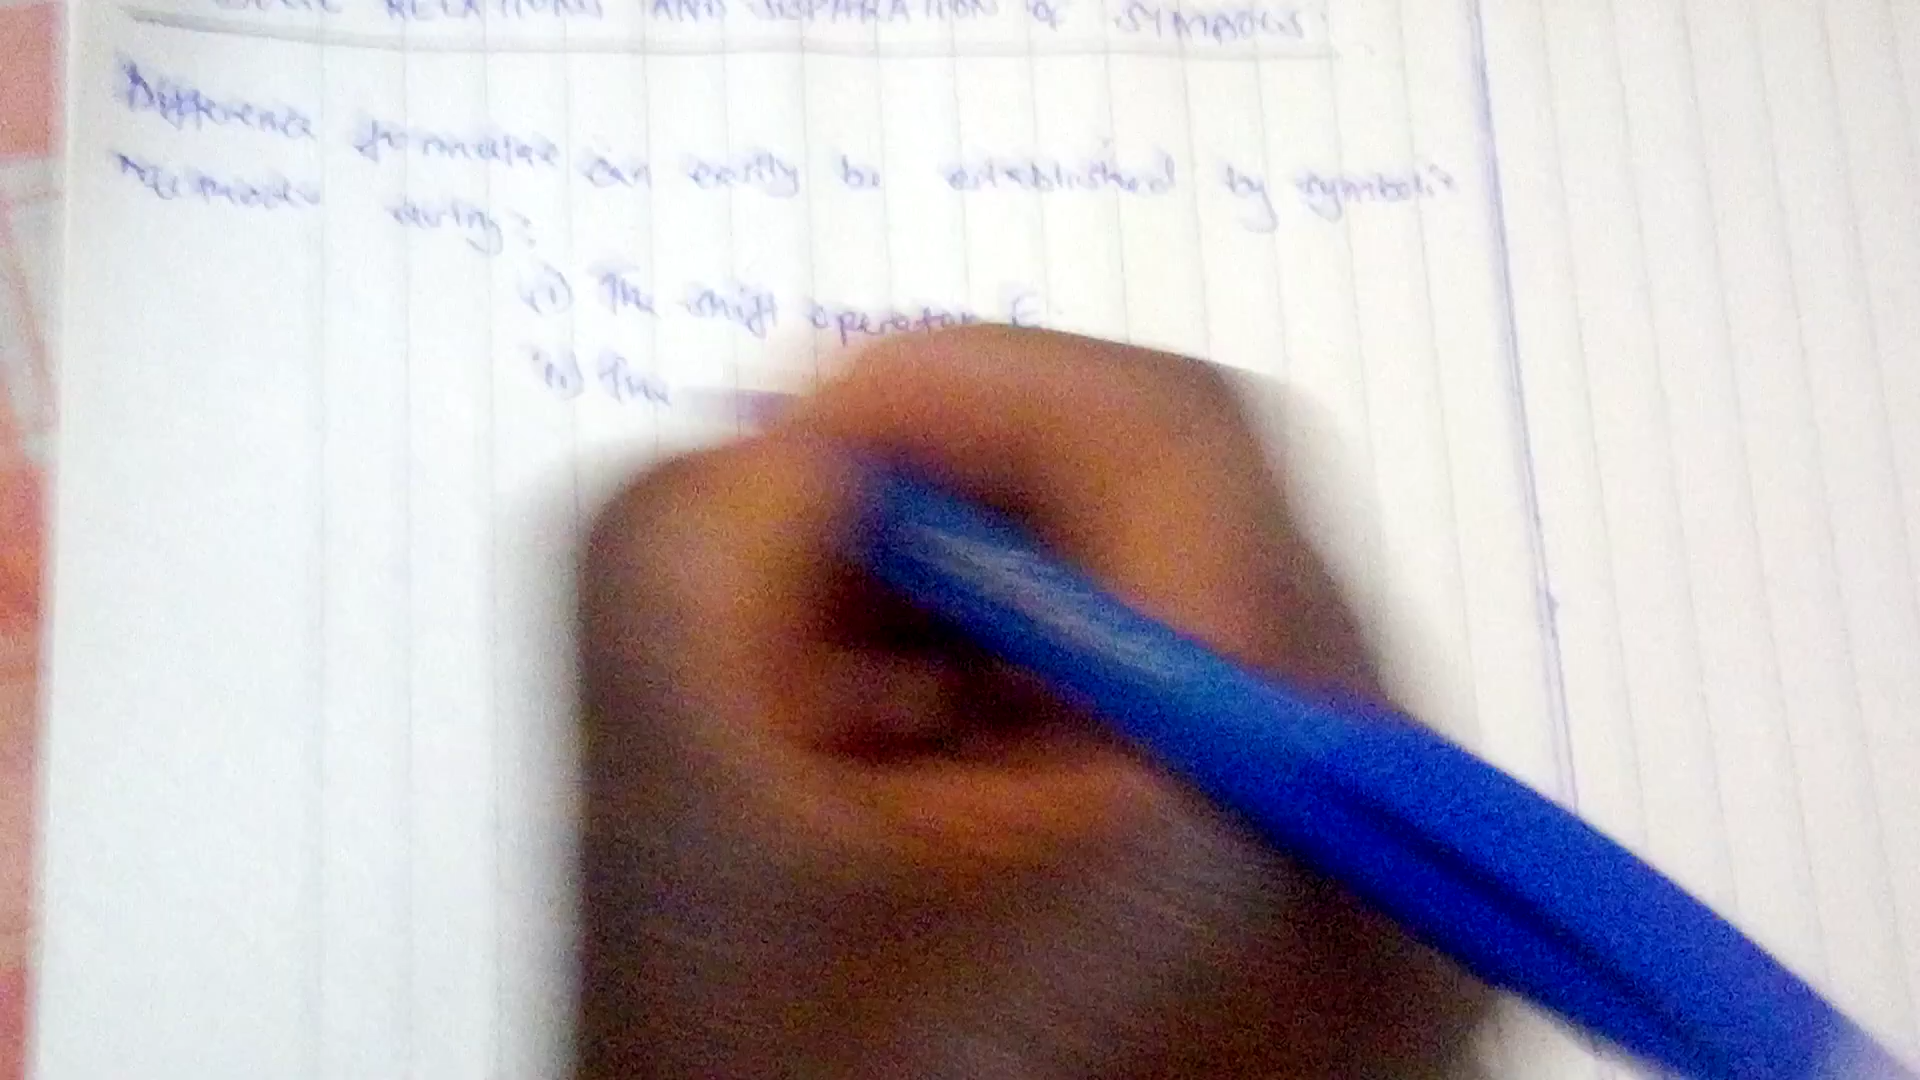 RELATIONS AND SEPARATION OF SYMBOLS
Difference formulae can easily be established by symbolic
methods using:
(i) The shift operator E
(ii) The